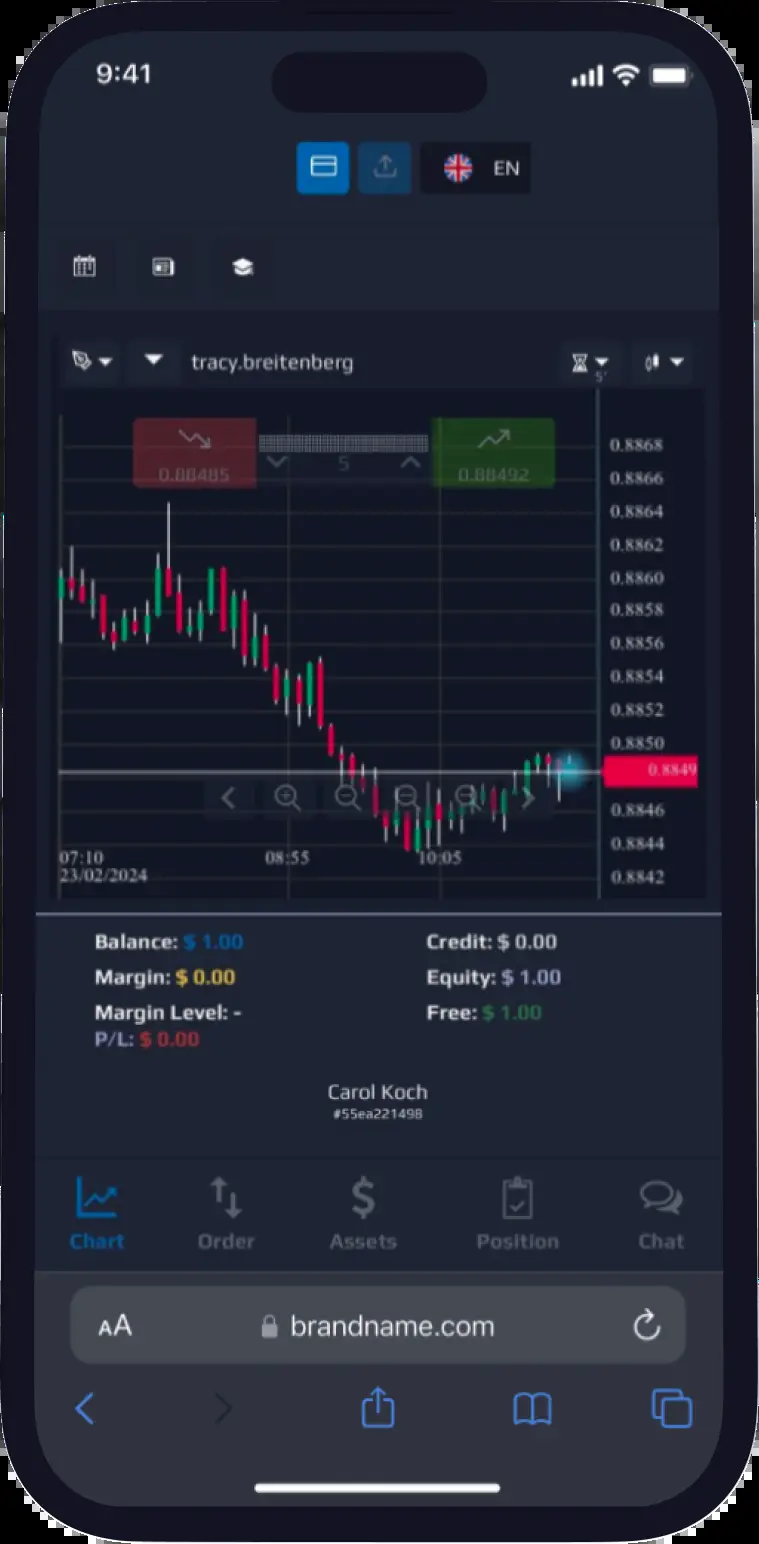 9:41
EN
tracy.breitenberg
5'
0.88485
5
0.88492
0.8868
0.8866
0.8864
0.8862
0.8860
0.8858
0.8856
0.8854
0.8852
0.8850
0.8849
0.8846
0.8844
0.8842
07:10
08:55
10:05
23/02/2024
Balance: $ 1.00
Credit: $ 0.00
Margin: $ 0.00
Equity: $ 1.00
Margin Level: -
Free: $ 1.00
P/L: $ 0.00
Carol Koch
#55ea221498
Chart
Order
Assets
Position
Chat
AA
brandname.com